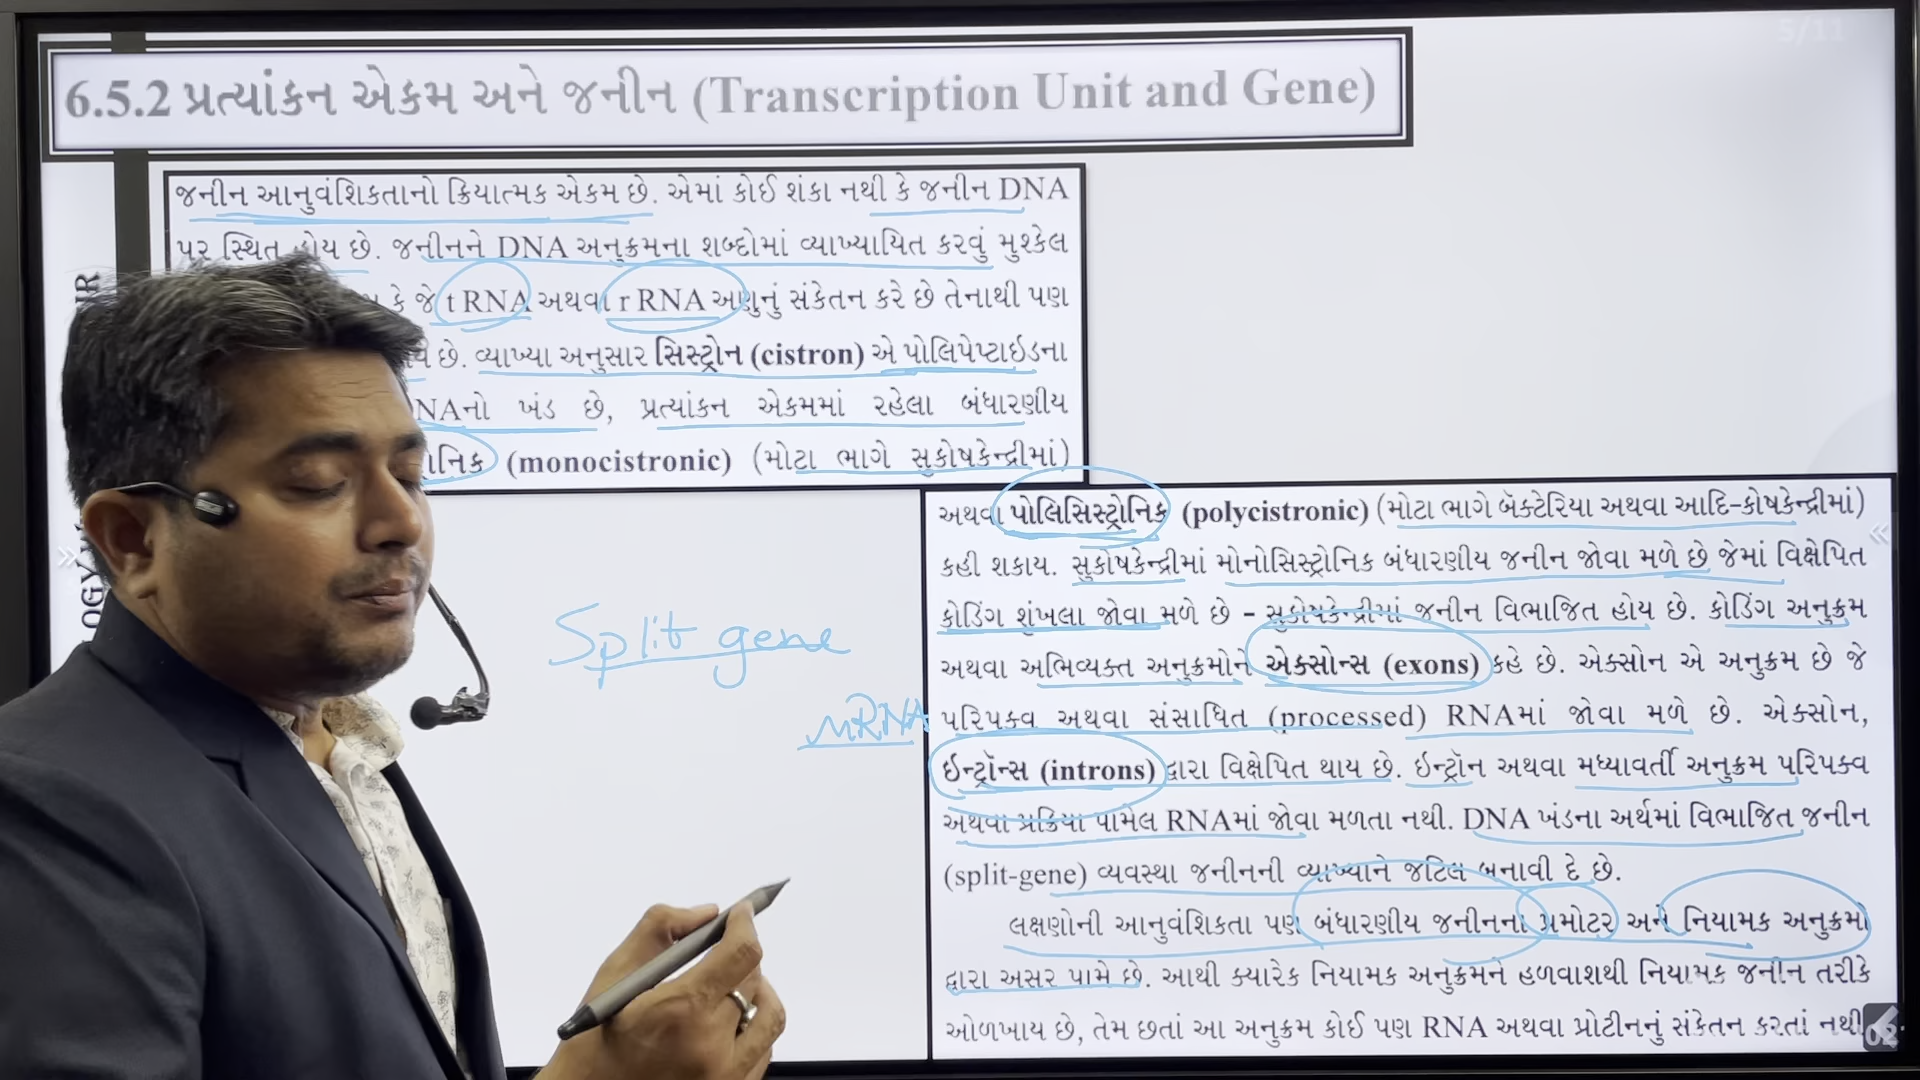 5/11
6.5.2 પ્રત્યાંકન એકમ અને જનીન (Transcription Unit and Gene)
જનીન આનુવંશિકતાનો ક્રિયાત્મક એકમ છે. એમાં કોઈ શંકા નથી કે જનીન DNA
પર સ્થિત હોય છે. જનીનને DNA અનુક્રમના શબ્દોમાં વ્યાખ્યાયિત કરવું મુશ્કેલ
કે જે tRNA અથવા rRNA અણુનું સંકેતન કરે છે તેનાથી પણ
છે. વ્યાખ્યા અનુસાર સિસ્ટ્રોન (cistron) એ પોલિપેપ્ટાઇડના
NAનો ખંડ છે, પ્રત્યાંકન એકમમાં રહેલા બંધારણીય
નિક (monocistronic) (મોટા ભાગે સુકોષકેન્દ્રીમાં)
અથવા પોલિસિસ્ટ્રોનિક (polycistronic) (મોટા ભાગે બૅક્ટેરિયા અથવા આદિ-કોષકેન્દ્રીમાં)
કહી શકાય. સુકોષકેન્દ્રીમાં મોનોસિસ્ટ્રોનિક બંધારણીય જનીન જોવા મળે છે જેમાં વિક્ષેપિત
કોડિંગ શૃંખલા જોવા મળે છે – સુકોષકેન્દ્રીમાં જનીન વિભાજિત હોય છે. કોડિંગ અનુક્રમ
અથવા અભિવ્યક્ત અનુક્રમોને એક્સોન્સ (exons) કહે છે. એક્સોન એ અનુક્રમ છે જે
પરિપક્વ અથવા સંસાધિત (processed) RNAમાં જોવા મળે છે. એક્સોન,
ઇન્ટ્રૉન્સ (introns) દ્વારા વિક્ષેપિત થાય છે. ઇન્ટ્રૉન અથવા મધ્યાવર્તી અનુક્રમ પરિપક્વ
અથવા પ્રક્રિયા પામેલ RNAમાં જોવા મળતા નથી. DNA ખંડના અર્થમાં વિભાજિત જનીન
(split-gene) વ્યવસ્થા જનીનની વ્યાખ્યાને જટિલ બનાવી દે છે.
લક્ષણોની આનુવંશિકતા પણ બંધારણીય જનીનના પ્રમોટર અને નિયામક અનુક્રમો
દ્વારા અસર પામે છે. આથી ક્યારેક નિયામક અનુક્રમને હળવાશથી નિયામક જનીન તરીકે
ઓળખાય છે, તેમ છતાં આ અનુક્રમ કોઈ પણ RNA અથવા પ્રોટીનનું સંકેતન કરતાં નથી
Split gene
mRNA
02